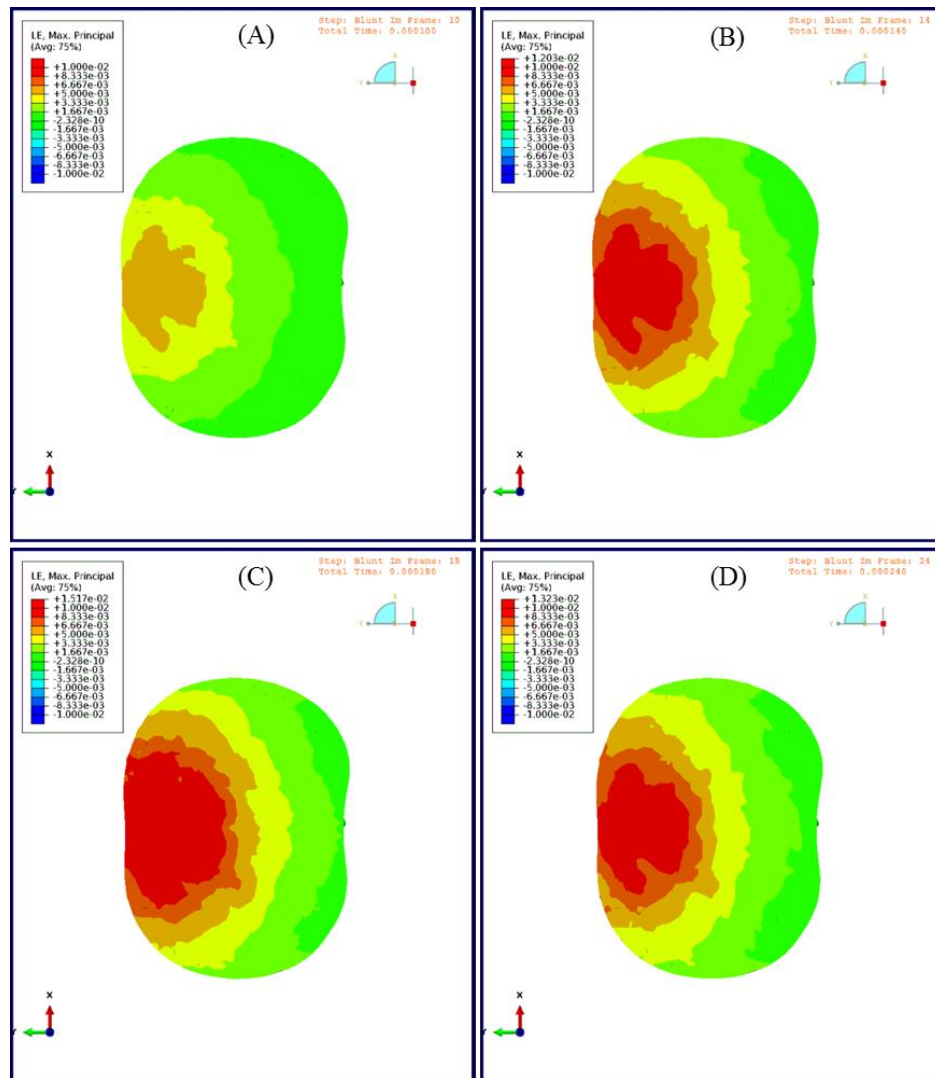 LE, Max. Principal
(Avg: 75%)
+1.000e-02
+8.333e-03
+6.667e-03
+5.000e-03
+3.333e-03
+1.667e-03
-2.328e-10
-1.667e-03
-3.333e-03
-5.000e-03
-6.667e-03
-8.333e-03
-1.000e-02
(A)
Step: Blunt Im Frame: 10
Total Time: 0.000100
X
Y
X
Y
LE, Max. Principal
(Avg: 75%)
+1.203e-02
+1.000e-02
+8.333e-03
+6.667e-03
+5.000e-03
+3.333e-03
+1.667e-03
-2.328e-10
-1.667e-03
-3.333e-03
-5.000e-03
-6.667e-03
-8.333e-03
-1.000e-02
(B)
Step: Blunt Im Frame: 14
Total Time: 0.000140
X
Y
X
Y
LE, Max. Principal
(Avg: 75%)
+1.517e-02
+1.000e-02
+8.333e-03
+6.667e-03
+5.000e-03
+3.333e-03
+1.667e-03
-2.328e-10
-1.667e-03
-3.333e-03
-5.000e-03
-6.667e-03
-8.333e-03
-1.000e-02
(C)
Step: Blunt Im Frame: 18
Total Time: 0.000180
X
Y
X
Y
LE, Max. Principal
(Avg: 75%)
+1.323e-02
+1.000e-02
+8.333e-03
+6.667e-03
+5.000e-03
+3.333e-03
+1.667e-03
-2.328e-10
-1.667e-03
-3.333e-03
-5.000e-03
-6.667e-03
-8.333e-03
-1.000e-02
(D)
Step: Blunt Im Frame: 24
Total Time: 0.000240
X
Y
X
Y